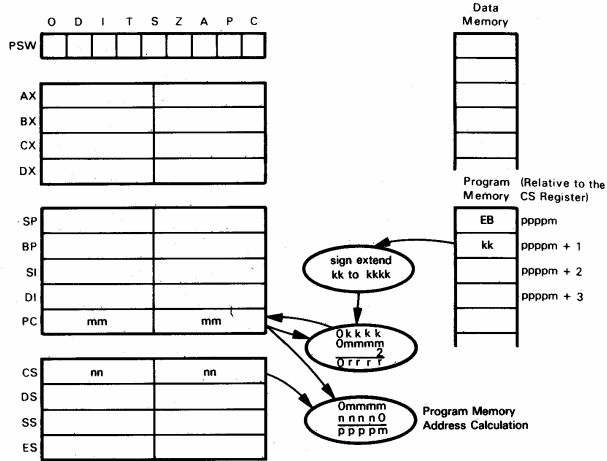 O D I T S Z A P C
PSW
Data
Memory
AX
BX
CX
DX
Program
Memory
(Relative to the
CS Register)
SP
BP
SI
DI
PC
mm mm
EB ppppm
kk ppppm + 1
ppppm + 2
ppppm + 3
sign extend
kk to kkkk
0kkkk
0mmmm
2
0rrrr
CS
DS
SS
ES
nn nn
0mmmm
nnnn0
ppppm
Program Memory
Address Calculation